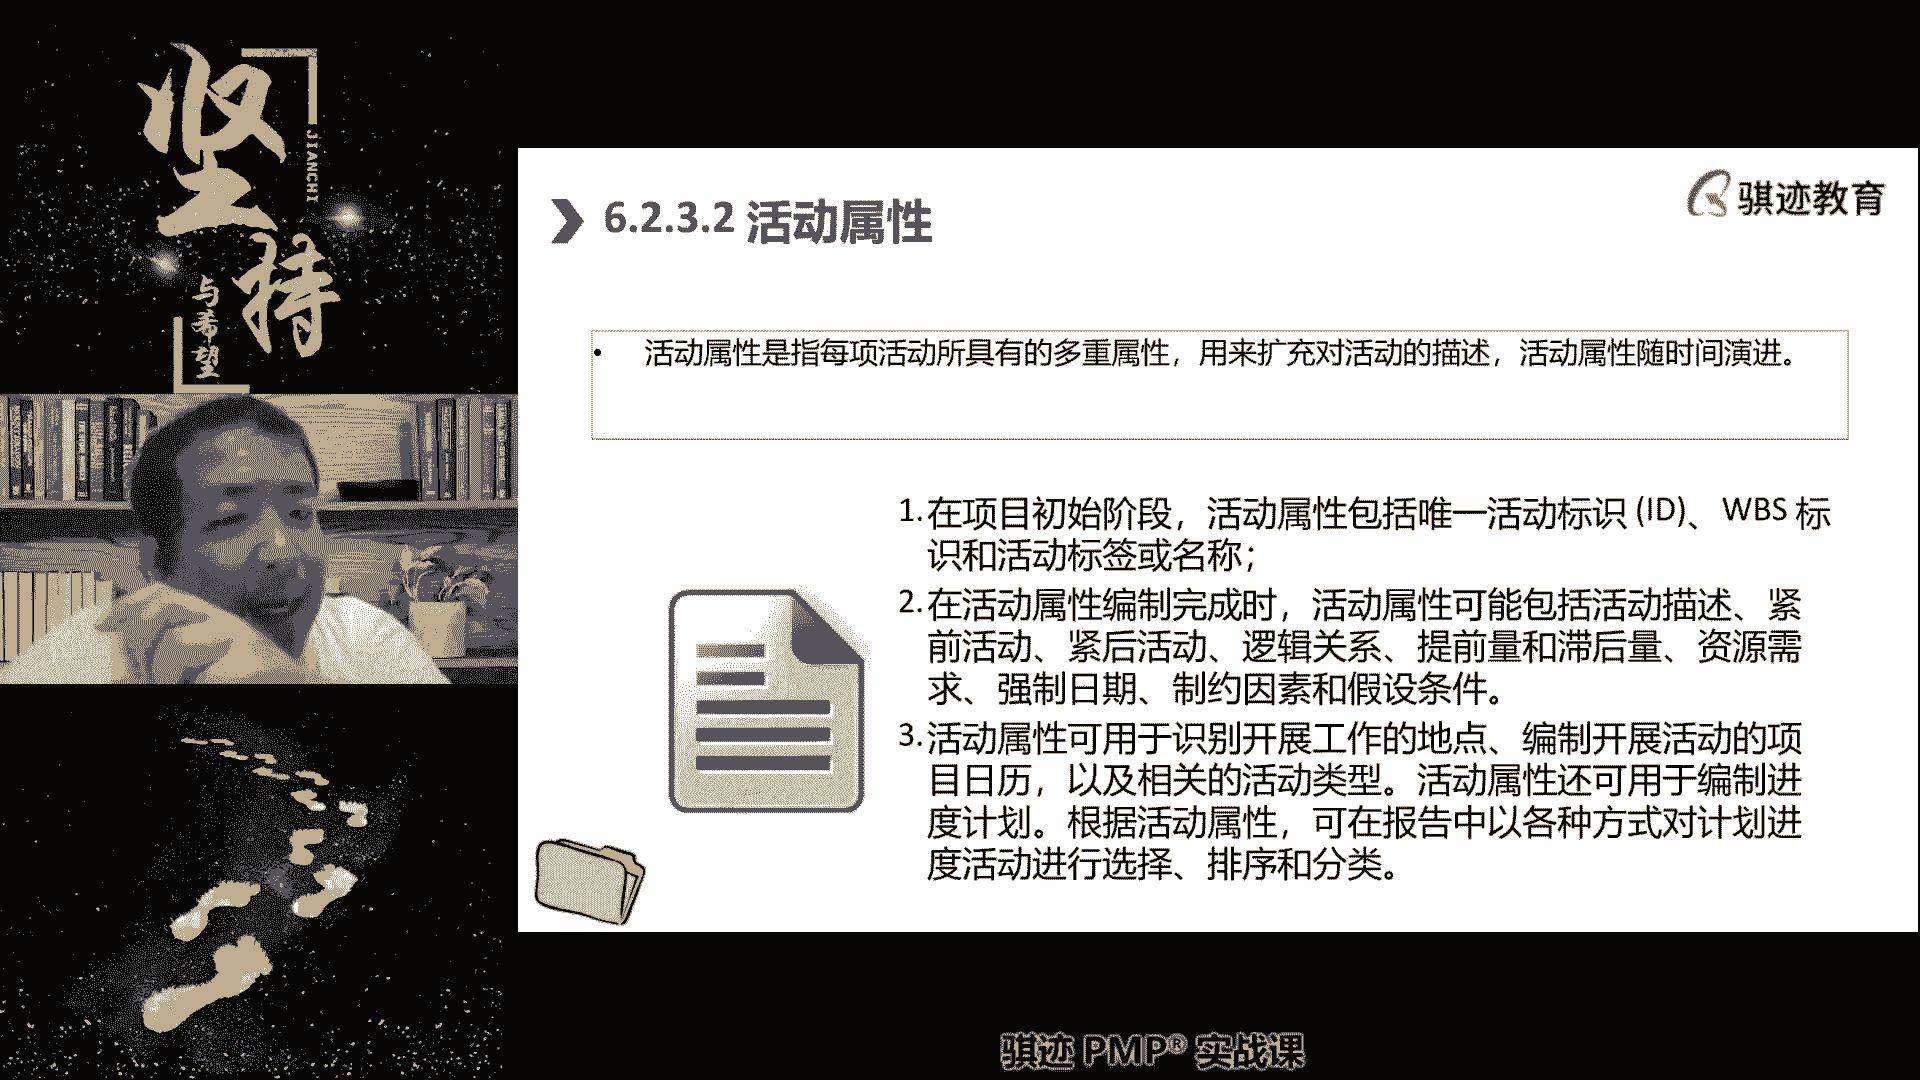 坚持
JIANCHI
与希望
骐迹教育
6.2.3.2 活动属性
• 活动属性是指每项活动所具有的多重属性，用来扩充对活动的描述，活动属性随时间演进。
1.在项目初始阶段，活动属性包括唯一活动标识 (ID)、WBS 标
识和活动标签或名称；
2.在活动属性编制完成时，活动属性可能包括活动描述、紧
前活动、紧后活动、逻辑关系、提前量和滞后量、资源需
求、强制日期、制约因素和假设条件。
3.活动属性可用于识别开展工作的地点、编制开展活动的项
目日历，以及相关的活动类型。活动属性还可用于编制进
度计划。根据活动属性，可在报告中以各种方式对计划进
度活动进行选择、排序和分类。
骐迹 PMP® 实战课